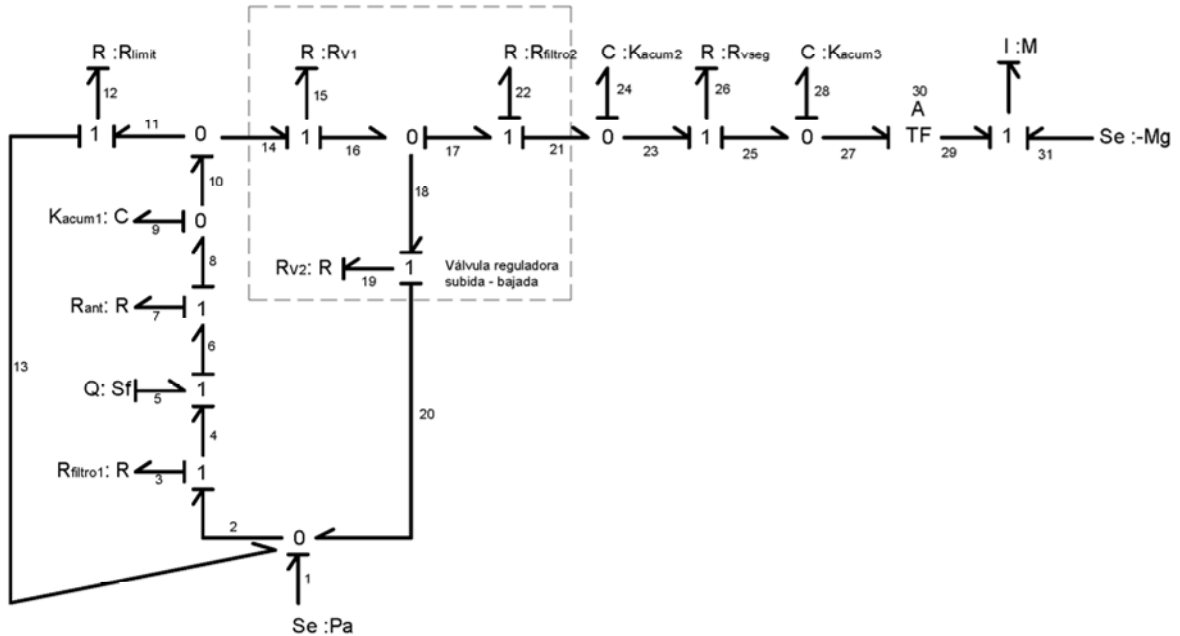 R :Rlimit
R :RV1
R :Rfiltro2
C :Kacum2
R :Rvseg
C :Kacum3
I :M
12
15
22
24
26
28
30
A
11
0
1
14
1
16
0
17
1
21
0
23
1
25
0
27
TF
29
1
31
Se :-Mg
10
18
Kacum1: C
9
0
8
RV2: R
19
1
Válvula reguladora
subida - bajada
Rant: R
7
1
13
6
Q: Sf
5
1
20
4
Rfiltro1: R
3
1
2
0
1
Se :Pa